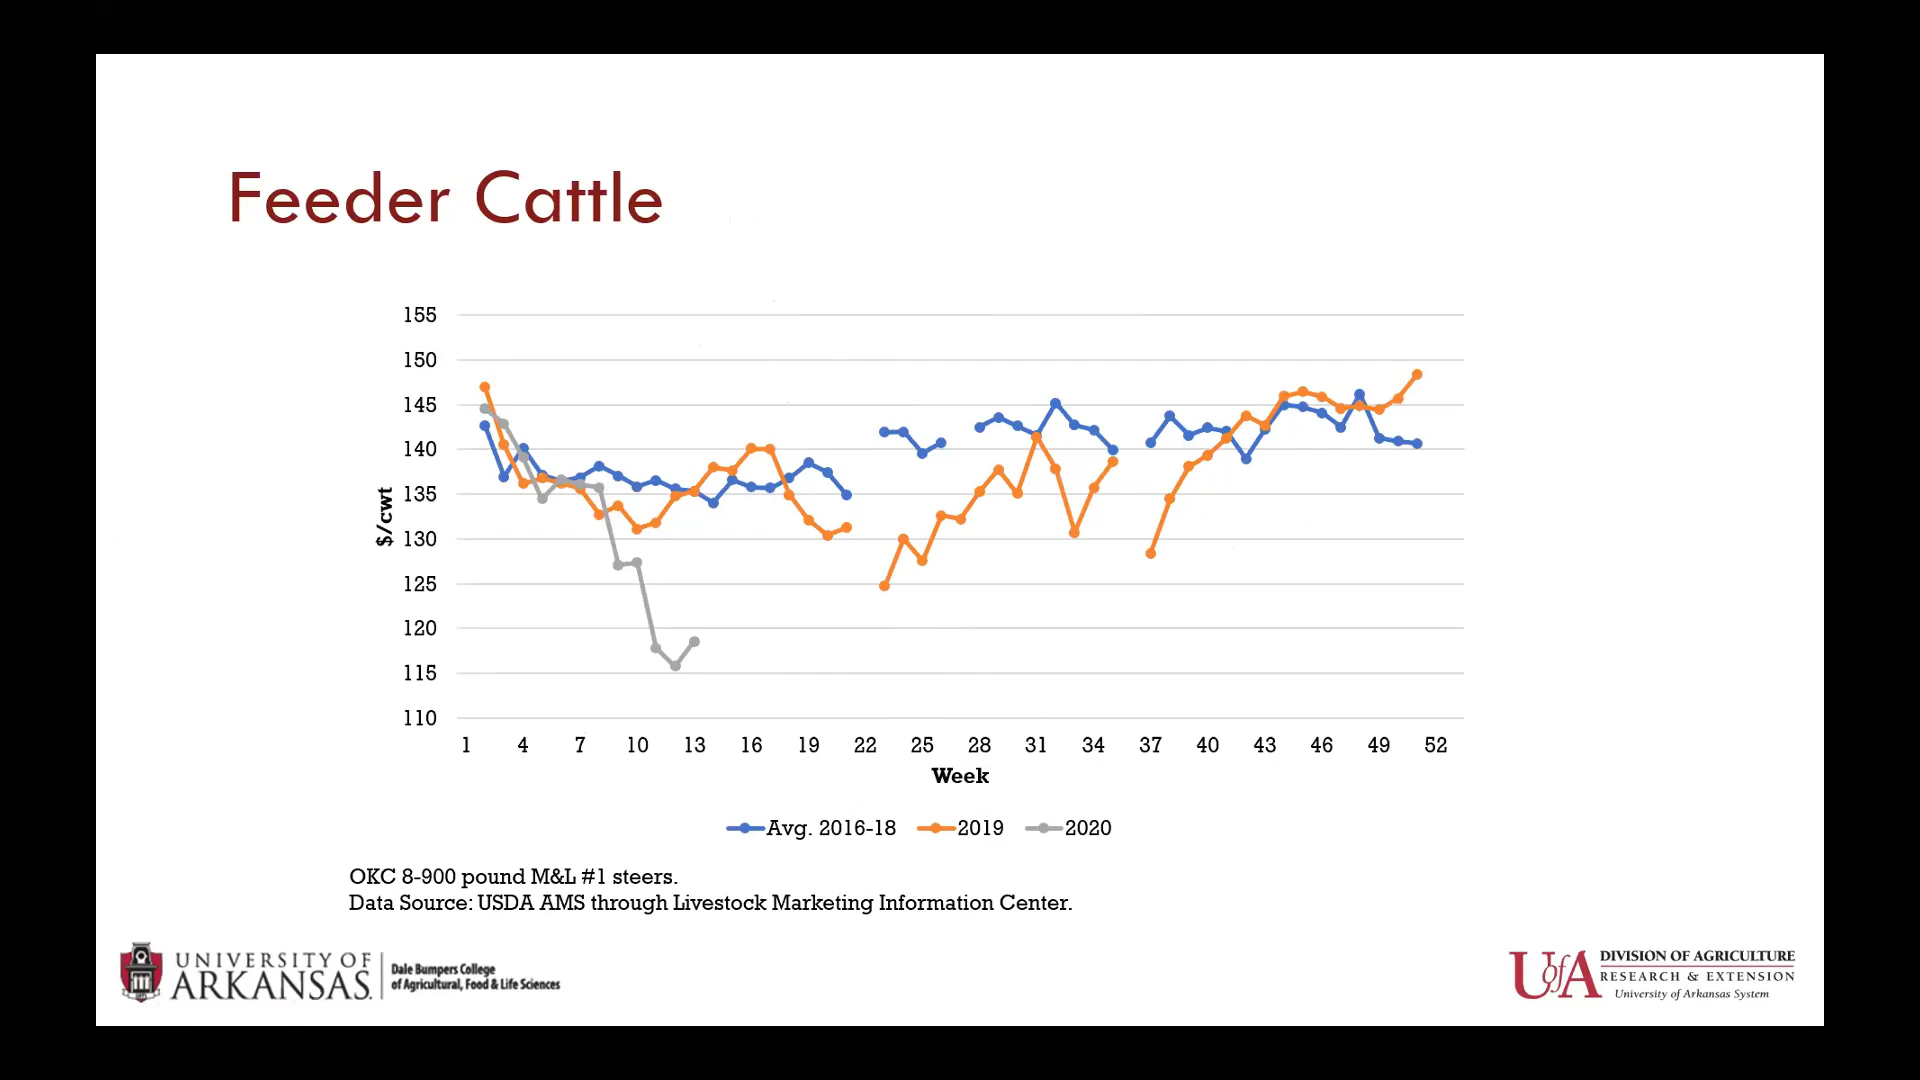 Feeder Cattle
155
150
145
140
135
130
125
120
115
110
$/cwt
1 4 7 10 13 16 19 22 25 28 31 34 37 40 43 46 49 52
Week
Avg. 2016-18 2019 2020
OKC 8-900 pound M&L #1 steers.
Data Source: USDA AMS through Livestock Marketing Information Center.
UNIVERSITY OF
ARKANSAS.
Dale Bumpers College
of Agricultural, Food & Life Sciences
UofA
DIVISION OF AGRICULTURE
RESEARCH & EXTENSION
University of Arkansas System